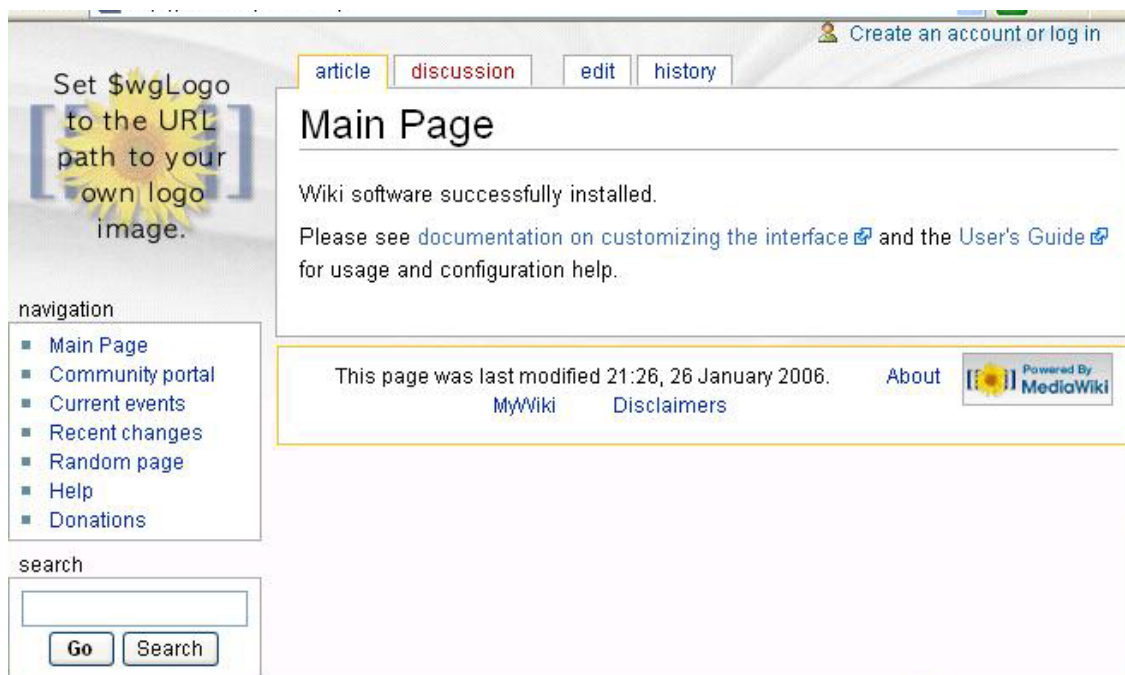 Create an account or log in
Set $wgLogo
to the URL
path to your
own logo
image.
article discussion edit history
Main Page
Wiki software successfully installed.
Please see documentation on customizing the interface and the User's Guide
for usage and configuration help.
navigation
Main Page
Community portal
Current events
Recent changes
Random page
Help
Donations
This page was last modified 21:26, 26 January 2006. About
MyWiki Disclaimers
Powered By
MediaWiki
search
Go Search